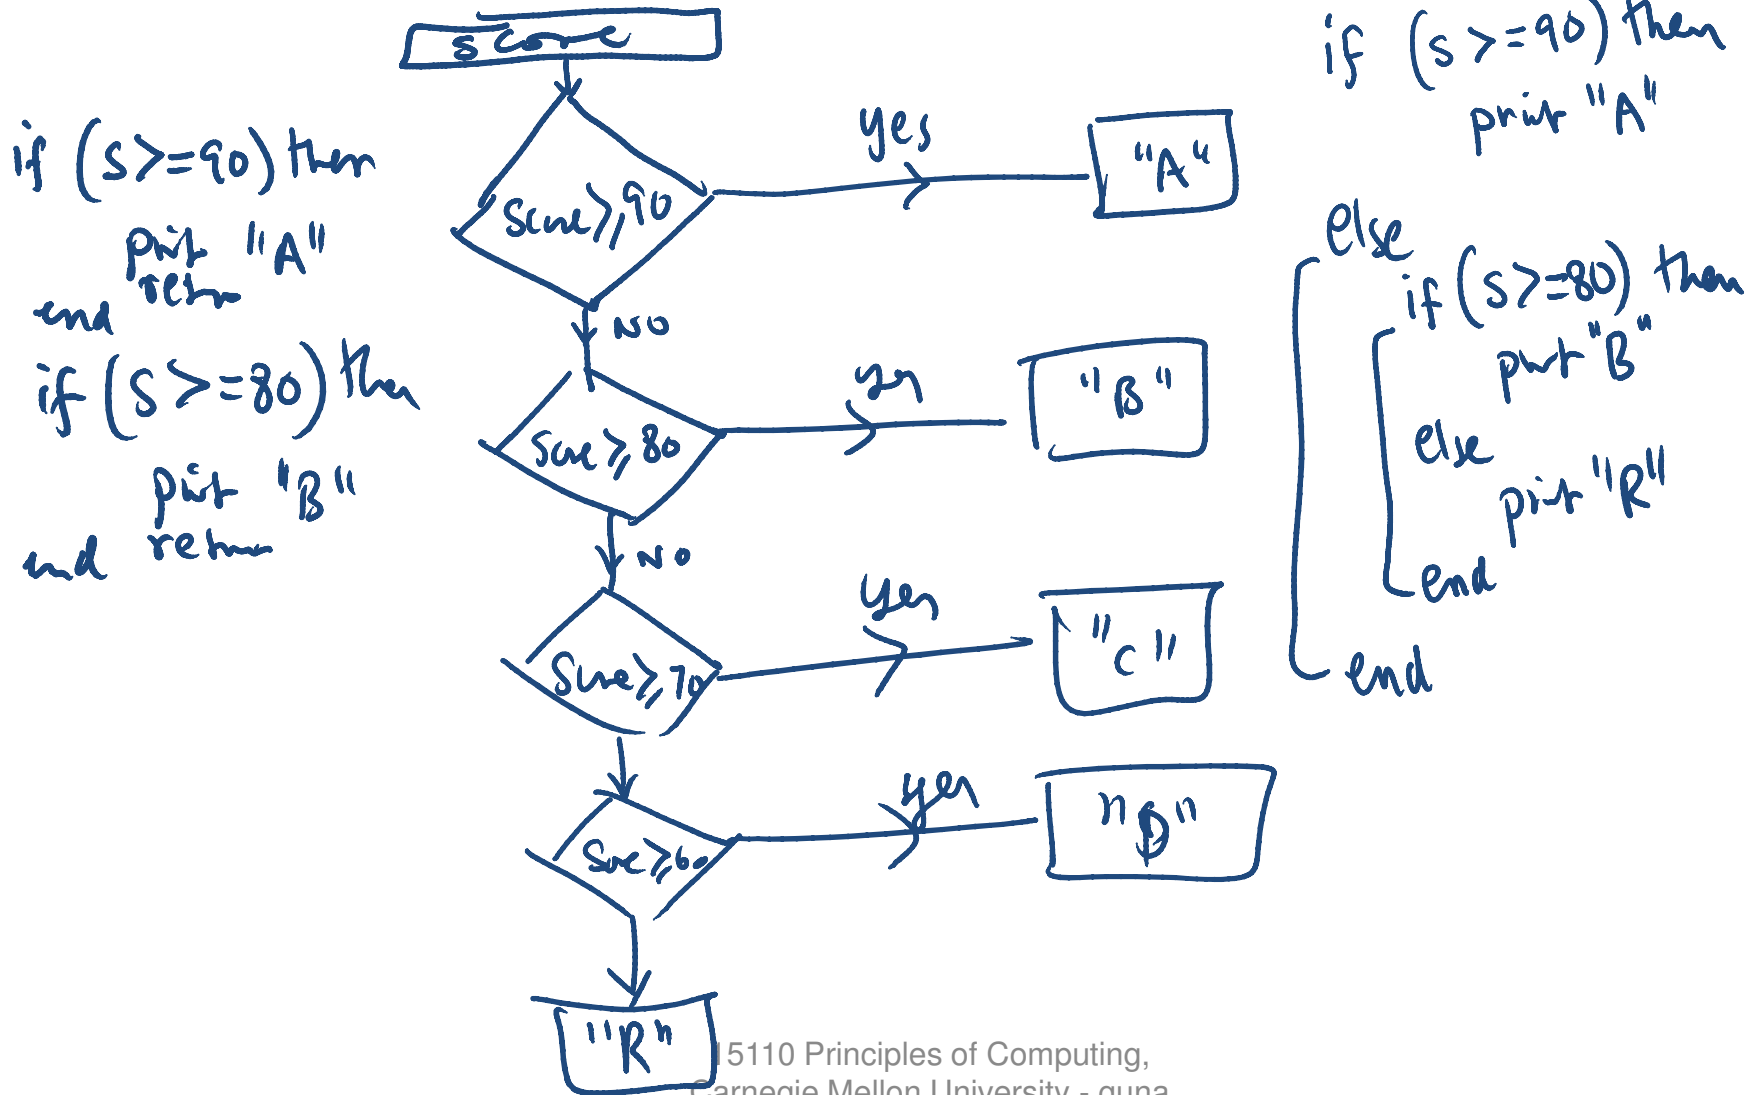 if (s>=90) then
print "A"
return
end
if (s>=80) then
print "B"
return
end
score
score≥90
yes
"A"
NO
score≥80
yes
"B"
NO
score≥70
yes
"C"
score≥60
yes
"D"
"R"
if (s>=90) then
print "A"
else
if (s>=80) then
print "B"
else
print "R"
end
end
15110 Principles of Computing,
Carnegie Mellon University - guna